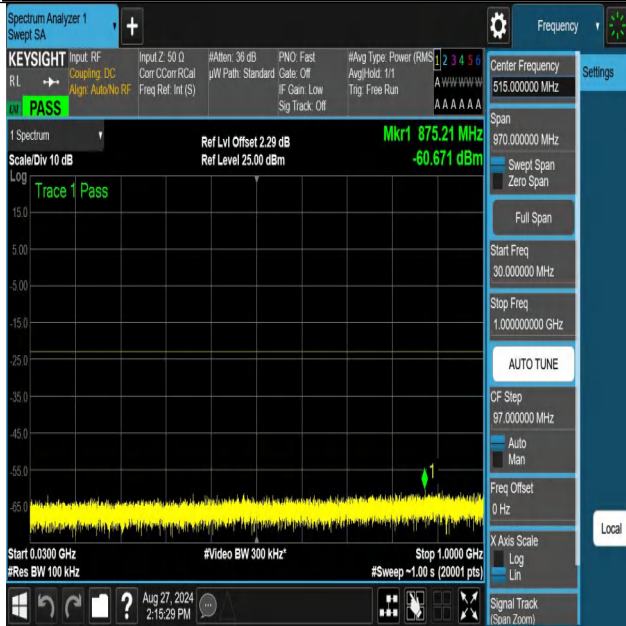 Spectrum Analyzer 1
Swept SA
+
Frequency
KEYSIGHT
RL
PASS
Input: RF
Coupling: DC
Align: Auto/No RF
Input Z: 50 Ω
Corr CCorr RCal
Freq Ref: Int (S)
#Atten: 36 dB
µW Path: Standard
PNO: Fast
Gate: Off
IF Gain: Low
Sig Track: Off
#Avg Type: Power (RMS
Avg|Hold: 1/1
Trig: Free Run
1 2 3 4 5 6
A W W W W W
A A A A A A
1 Spectrum
Scale/Div 10 dB
Log
Ref Lvl Offset 2.29 dB
Ref Level 25.00 dBm
Mkr1 875.21 MHz
-60.671 dBm
Trace 1 Pass
15.0
5.00
-5.00
-15.0
-25.0
-35.0
-45.0
-55.0
-65.0
1
Start 0.0300 GHz
#Res BW 100 kHz
#Video BW 300 kHz*
Stop 1.0000 GHz
#Sweep ~1.00 s (20001 pts)
?
Aug 27, 2024
2:15:29 PM
Center Frequency
515.000000 MHz
Span
970.000000 MHz
Swept Span
Zero Span
Full Span
Start Freq
30.000000 MHz
Stop Freq
1.000000000 GHz
AUTO TUNE
CF Step
97.000000 MHz
Auto
Man
Freq Offset
0 Hz
X Axis Scale
Log
Lin
Signal Track
(Span Zoom)
Settings
Local